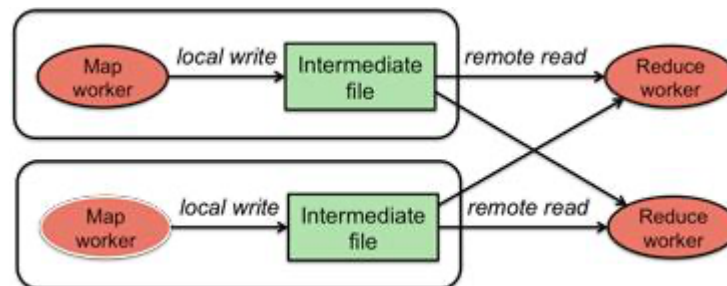 Map
worker
local write
Intermediate
file
remote read
Reduce
worker
Map
worker
local write
Intermediate
file
remote read
Reduce
worker